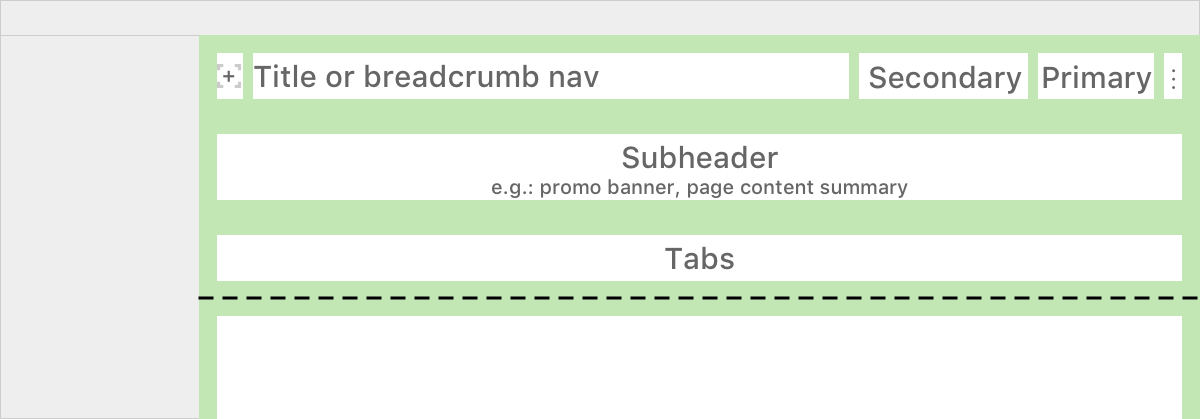 [+] Title or breadcrumb nav Secondary Primary ⋮
Subheader
e.g.: promo banner, page content summary
Tabs